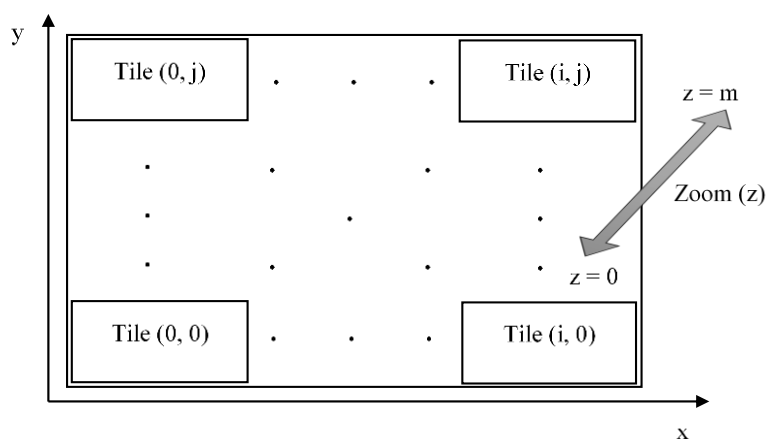 y
Tile (0, j)
Tile (i, j)
z = m
Zoom (z)
z = 0
Tile (0, 0)
Tile (i, 0)
x